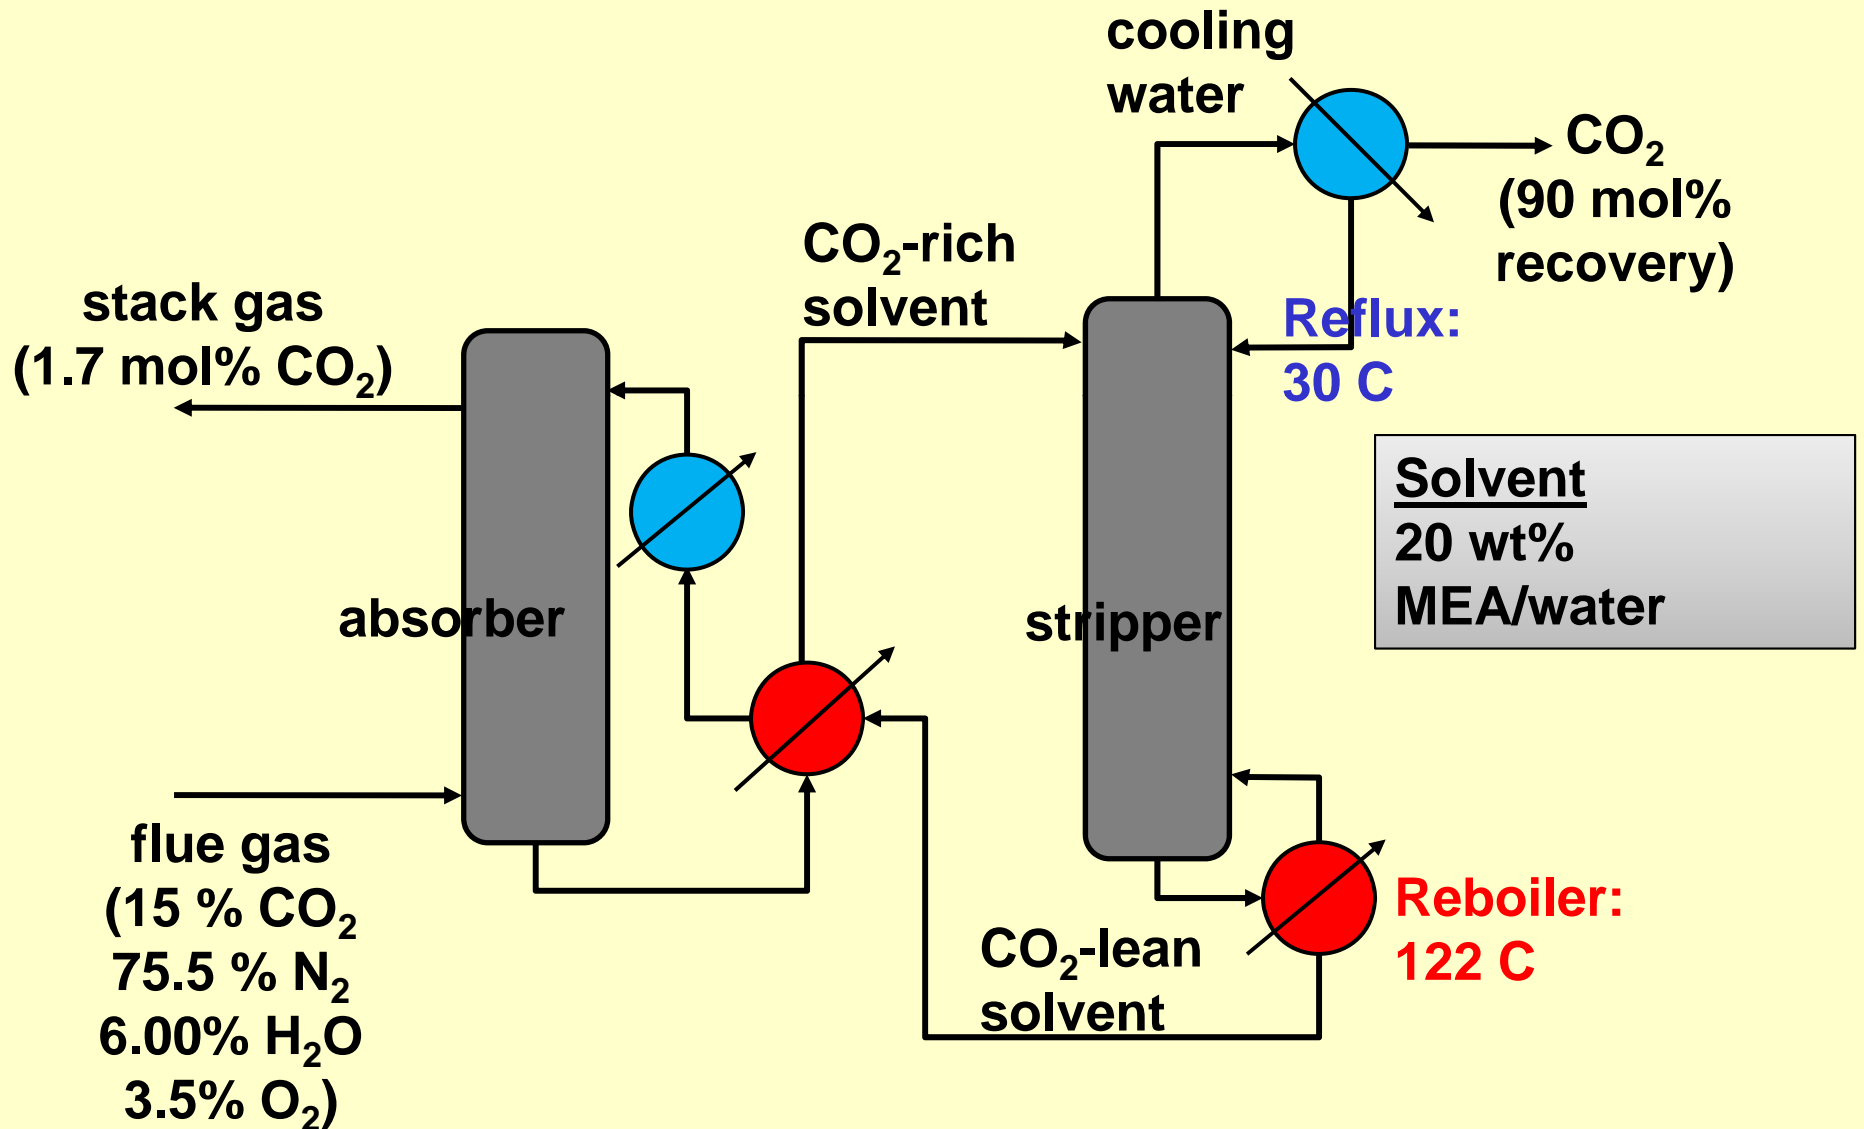 cooling
water
CO₂
(90 mol%
recovery)
CO₂-rich
solvent
stack gas
(1.7 mol% CO₂)
Reflux:
30 C
Solvent
20 wt%
MEA/water
absorber
stripper
flue gas
(15 % CO₂
75.5 % N₂
6.00% H₂O
3.5% O₂)
CO₂-lean
solvent
Reboiler:
122 C